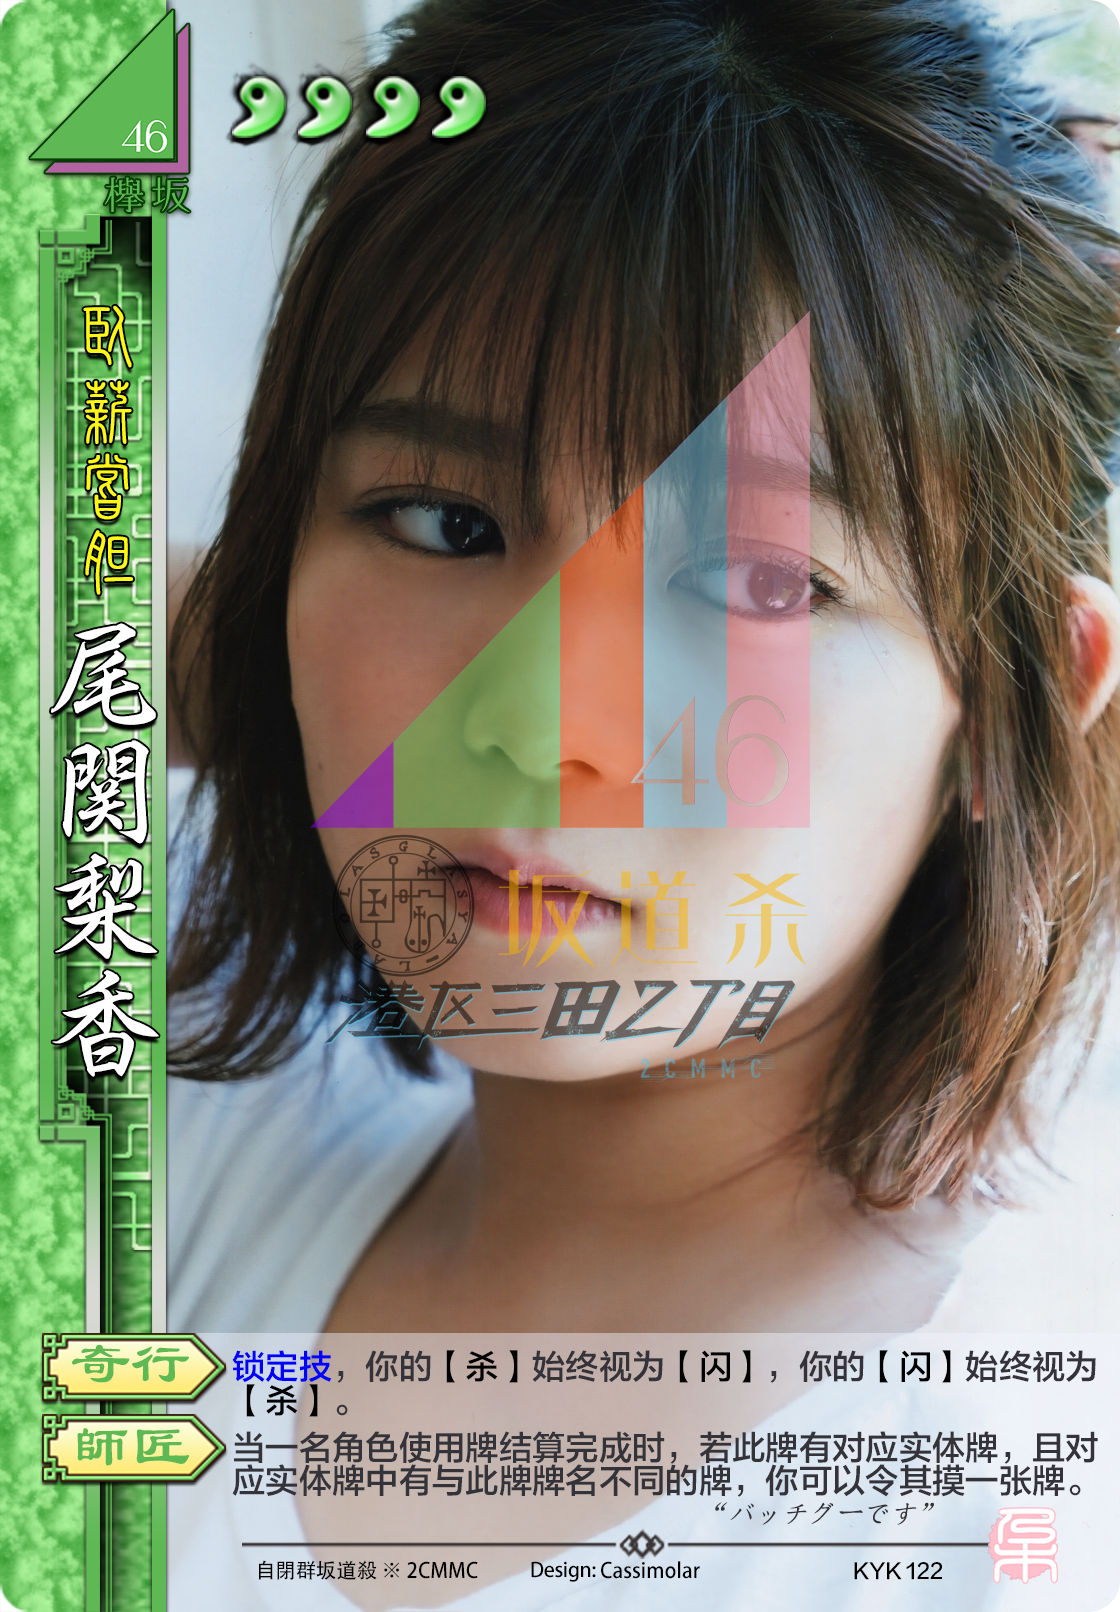 46
欅坂
臥薪嘗胆
尾関梨香
46
坂道杀
港区三田乙丁目
2CMMC
奇行
锁定技，你的【杀】始终视为【闪】，你的【闪】始终视为
【杀】。
師匠
当一名角色使用牌结算完成时，若此牌有对应实体牌，且对
应实体牌中有与此牌牌名不同的牌，你可以令其摸一张牌。
“バッチグーです”
自閉群坂道殺 ※ 2CMMC
Design: Cassimolar
KYK 122